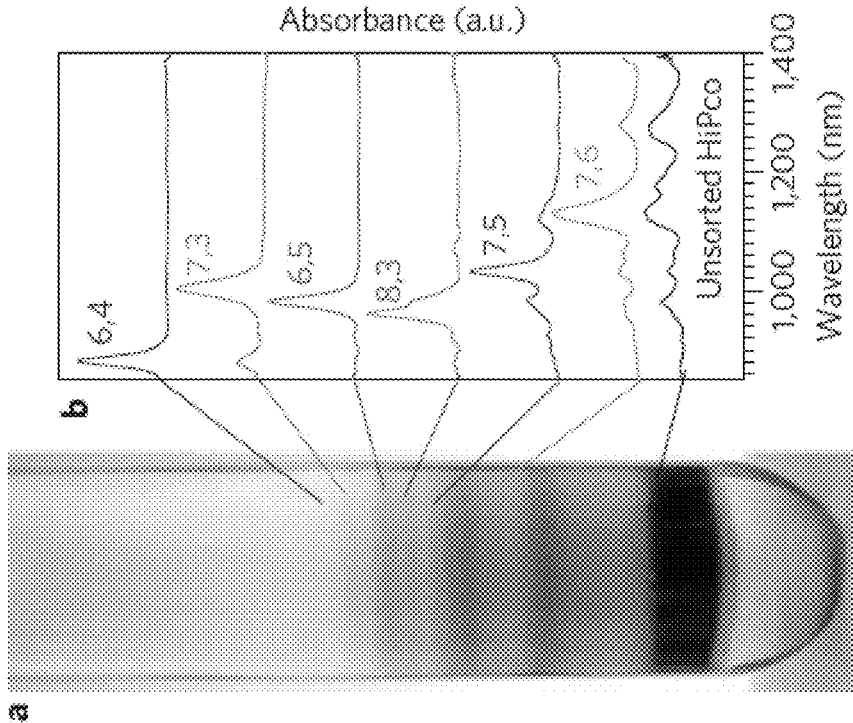 a
b
Absorbance (a.u.)
6,4
7,3
6,5
8,3
7,5
7,6
Unsorted HiPco
1,000
1,200
1,400
Wavelength (nm)